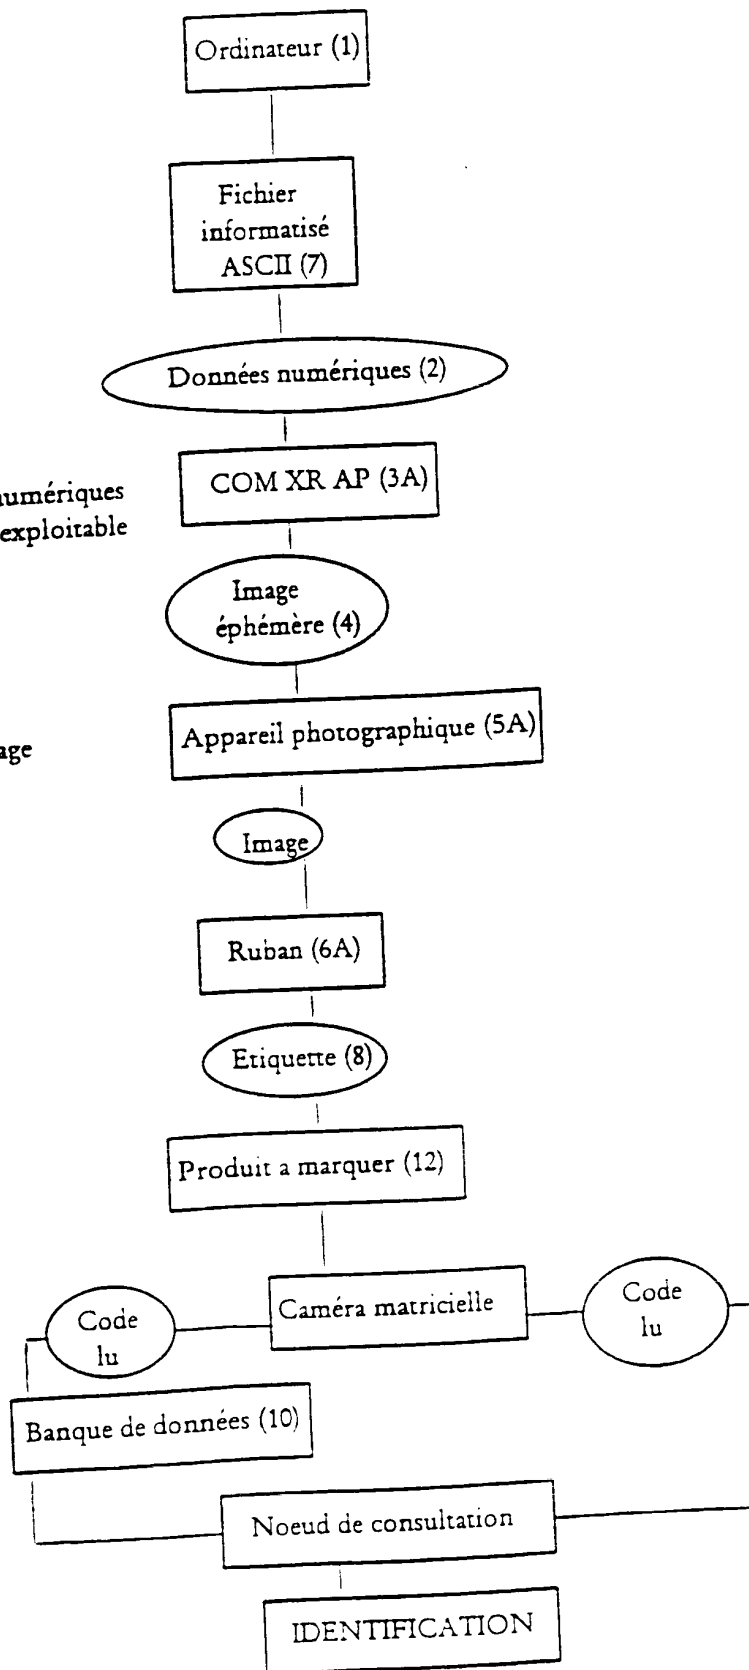 Ordinateur (1)
Fichier
informatisé
ASCII (7)
Données numériques (2)
COM XR AP (3A)
numériques
exploitable
Image
éphémère (4)
Appareil photographique (5A)
age
Image
Ruban (6A)
Etiquette (8)
Produit a marquer (12)
Code
lu
Caméra matricielle
Code
lu
Banque de données (10)
Noeud de consultation
IDENTIFICATION